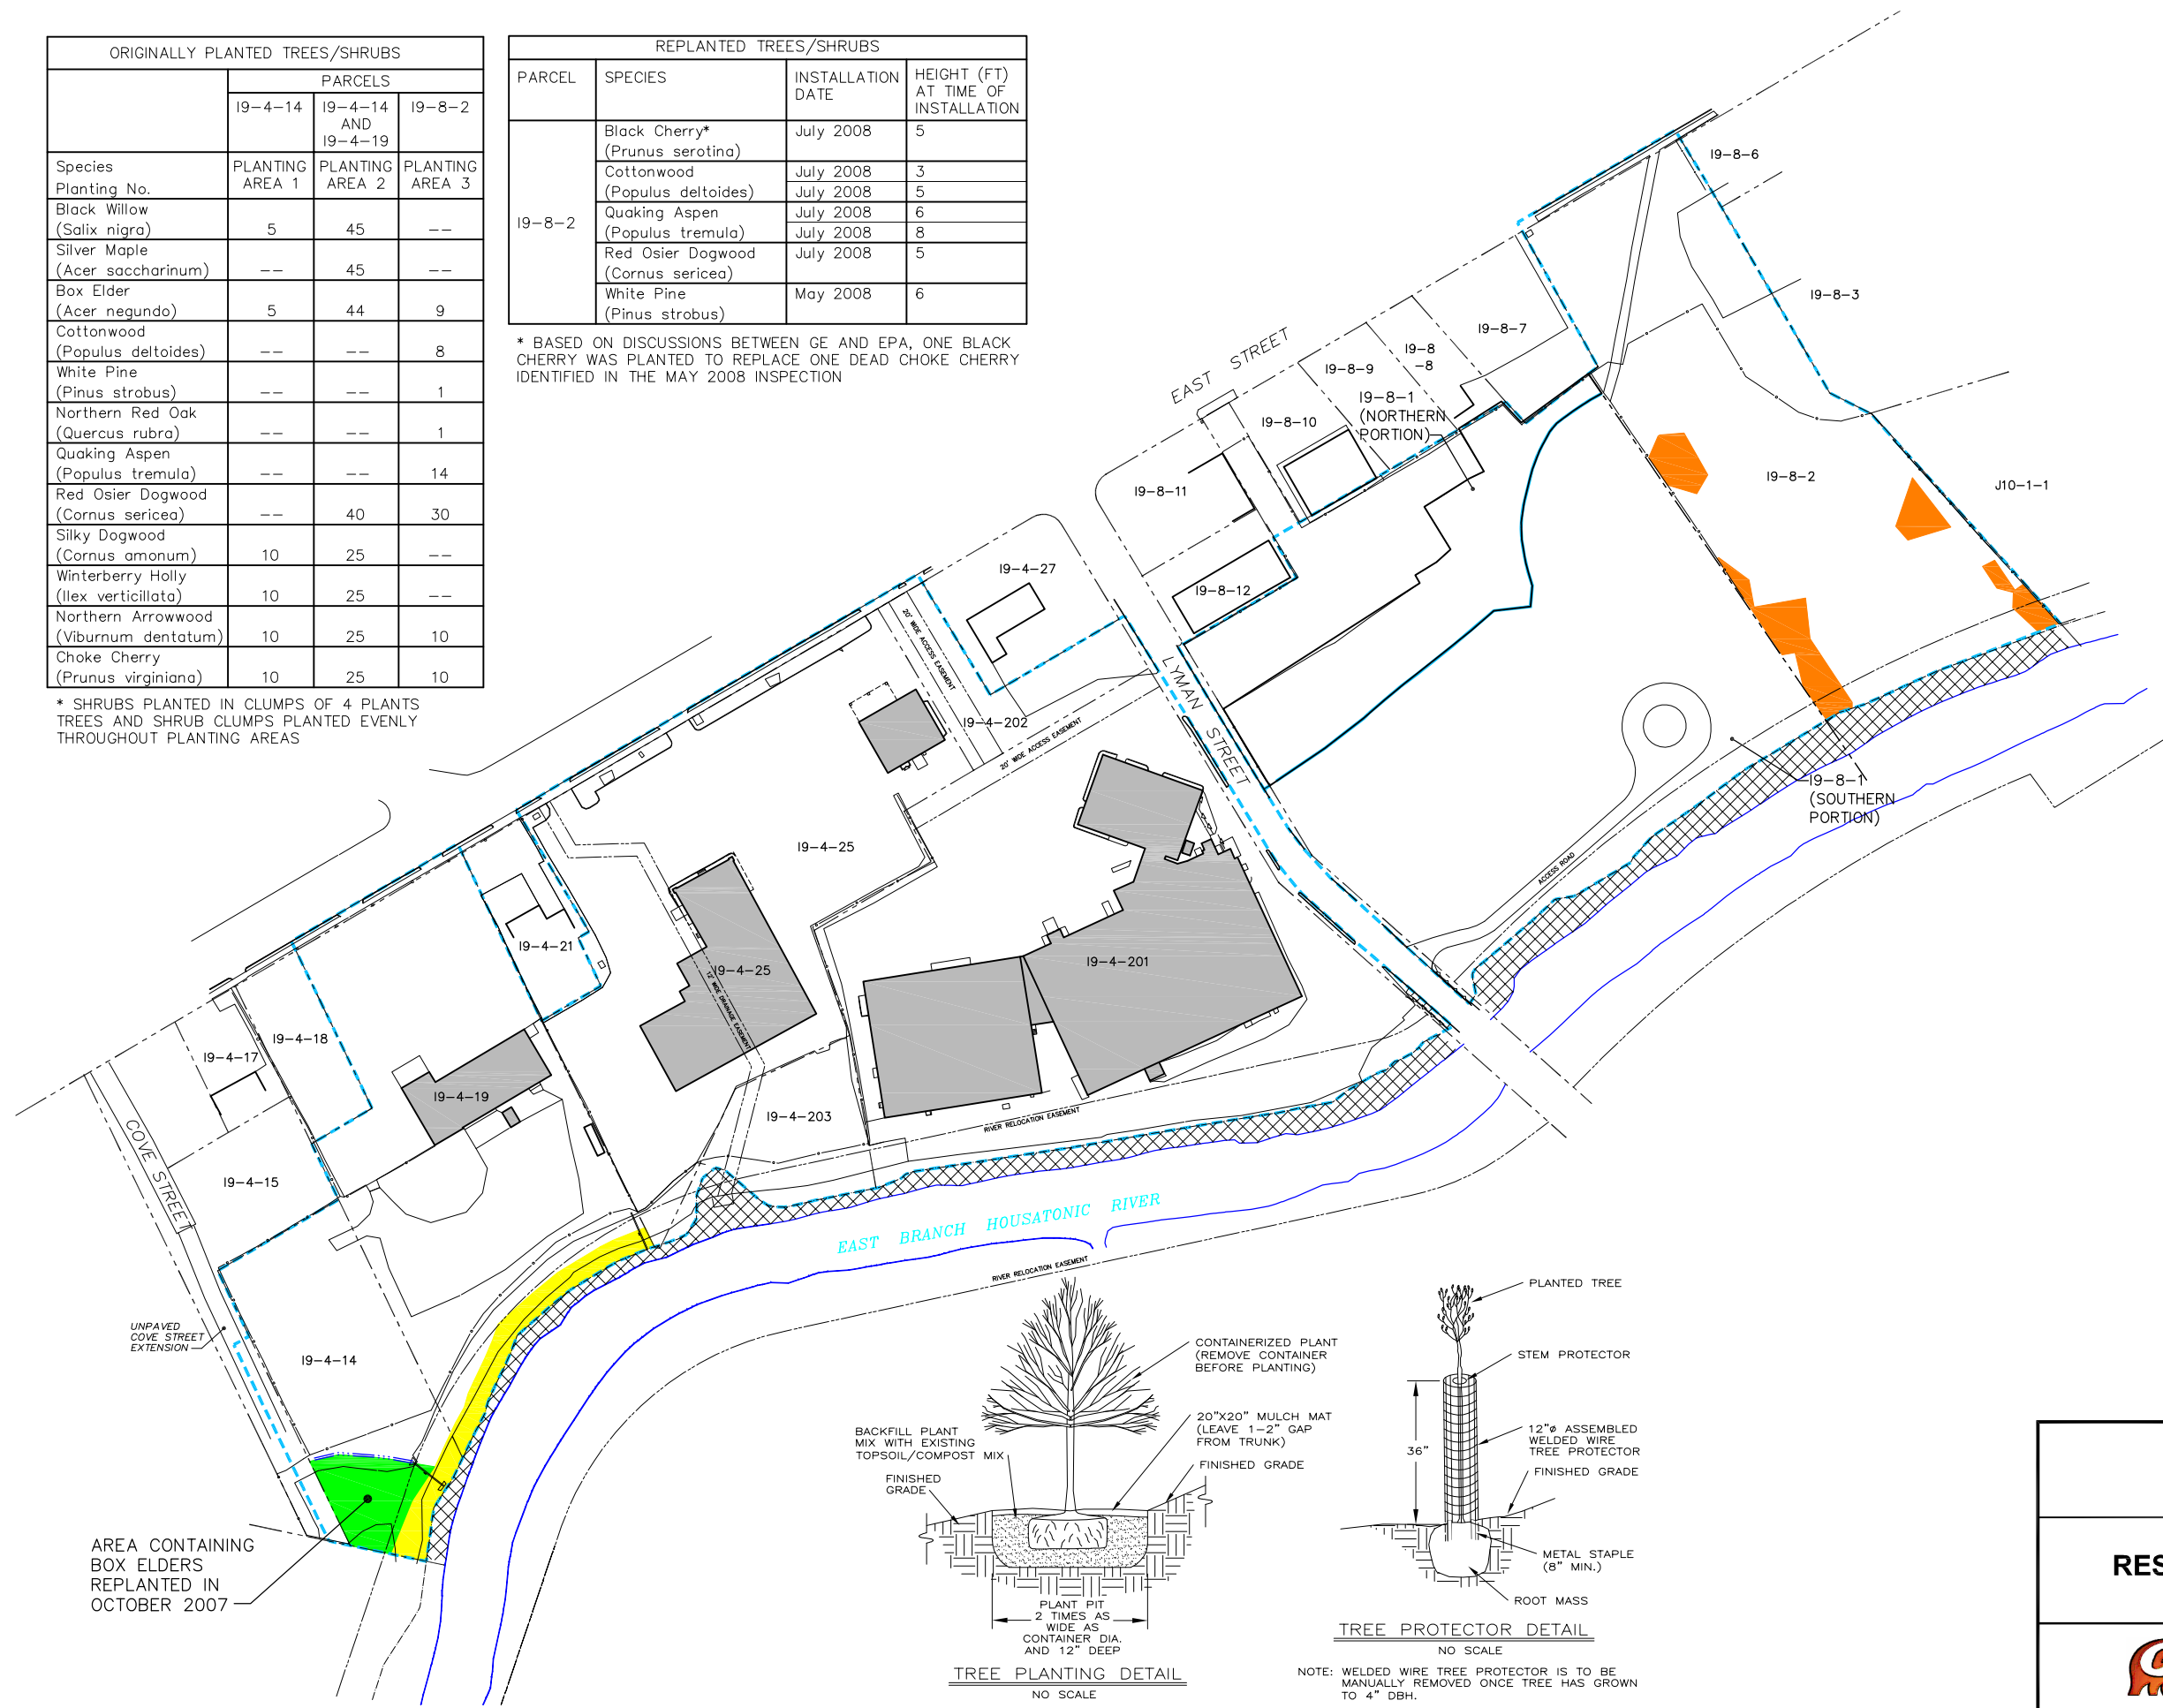 ORIGINALLY PLANTED TREES/SHRUBS
PARCELS
I9-4-14 I9-4-14 AND I9-4-19 I9-8-2
Species
Planting No.
PLANTING AREA 1 PLANTING AREA 2 PLANTING AREA 3
Black Willow
(Salix nigra) 5 45 --
Silver Maple
(Acer saccharinum) -- 45 --
Box Elder
(Acer negundo) 5 44 9
Cottonwood
(Populus deltoides) -- -- 8
White Pine
(Pinus strobus) -- -- 1
Northern Red Oak
(Quercus rubra) -- -- 1
Quaking Aspen
(Populus tremula) -- -- 14
Red Osier Dogwood
(Cornus sericea) -- 40 30
Silky Dogwood
(Cornus amonum) 10 25 --
Winterberry Holly
(Ilex verticillata) 10 25 --
Northern Arrowwood
(Viburnum dentatum) 10 25 10
Choke Cherry
(Prunus virginiana) 10 25 10
* SHRUBS PLANTED IN CLUMPS OF 4 PLANTS
TREES AND SHRUB CLUMPS PLANTED EVENLY
THROUGHOUT PLANTING AREAS
REPLANTED TREES/SHRUBS
PARCEL SPECIES INSTALLATION DATE HEIGHT (FT) AT TIME OF INSTALLATION
I9-8-2
Black Cherry* July 2008 5
(Prunus serotina)
Cottonwood July 2008 3
(Populus deltoides) July 2008 5
Quaking Aspen July 2008 6
(Populus tremula) July 2008 8
Red Osier Dogwood July 2008 5
(Cornus sericea)
White Pine May 2008 6
(Pinus strobus)
* BASED ON DISCUSSIONS BETWEEN GE AND EPA, ONE BLACK
CHERRY WAS PLANTED TO REPLACE ONE DEAD CHOKE CHERRY
IDENTIFIED IN THE MAY 2008 INSPECTION
I9-8-6
I9-8-3
I9-8-7
I9-8
-8
I9-8-9
EAST STREET
I9-8-1
(NORTHERN
PORTION)
I9-8-10
I9-8-2
J10-1-1
I9-8-11
I9-4-27
I9-8-12
20' WIDE ACCESS EASEMENT
LYMAN STREET
I9-4-202
20' WIDE ACCESS EASEMENT
I9-8-1
(SOUTHERN
PORTION)
I9-4-25
ACCESS ROAD
I9-4-21
I9-4-25
12' WIDE DRAINAGE EASEMENT
I9-4-201
I9-4-18
I9-4-17
I9-4-19
I9-4-203
RIVER RELOCATION EASEMENT
COVE STREET
I9-4-15
EAST BRANCH HOUSATONIC RIVER
RIVER RELOCATION EASEMENT
UNPAVED
COVE STREET
EXTENSION
I9-4-14
AREA CONTAINING
BOX ELDERS
REPLANTED IN
OCTOBER 2007
CONTAINERIZED PLANT
(REMOVE CONTAINER
BEFORE PLANTING)
20"X20" MULCH MAT
(LEAVE 1-2" GAP
FROM TRUNK)
FINISHED GRADE
BACKFILL PLANT
MIX WITH EXISTING
TOPSOIL/COMPOST MIX
FINISHED
GRADE
PLANT PIT
2 TIMES AS
WIDE AS
CONTAINER DIA.
AND 12" DEEP
TREE PLANTING DETAIL
NO SCALE
PLANTED TREE
STEM PROTECTOR
36"
12"ø ASSEMBLED
WELDED WIRE
TREE PROTECTOR
FINISHED GRADE
METAL STAPLE
(8" MIN.)
ROOT MASS
TREE PROTECTOR DETAIL
NO SCALE
NOTE: WELDED WIRE TREE PROTECTOR IS TO BE
MANUALLY REMOVED ONCE TREE HAS GROWN
TO 4" DBH.
RES